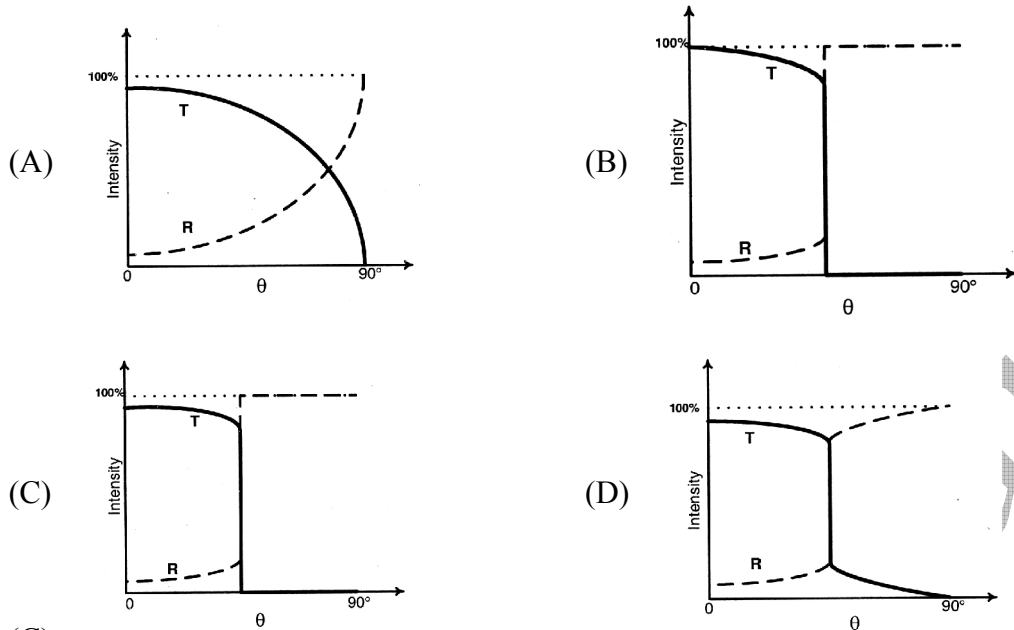 (A)
100%
T
Intensity
R
0
90°
θ
(B)
100%
T
Intensity
R
0
90°
θ
(C)
100%
T
Intensity
R
0
90°
θ
(D)
100%
T
Intensity
R
0
90°
θ